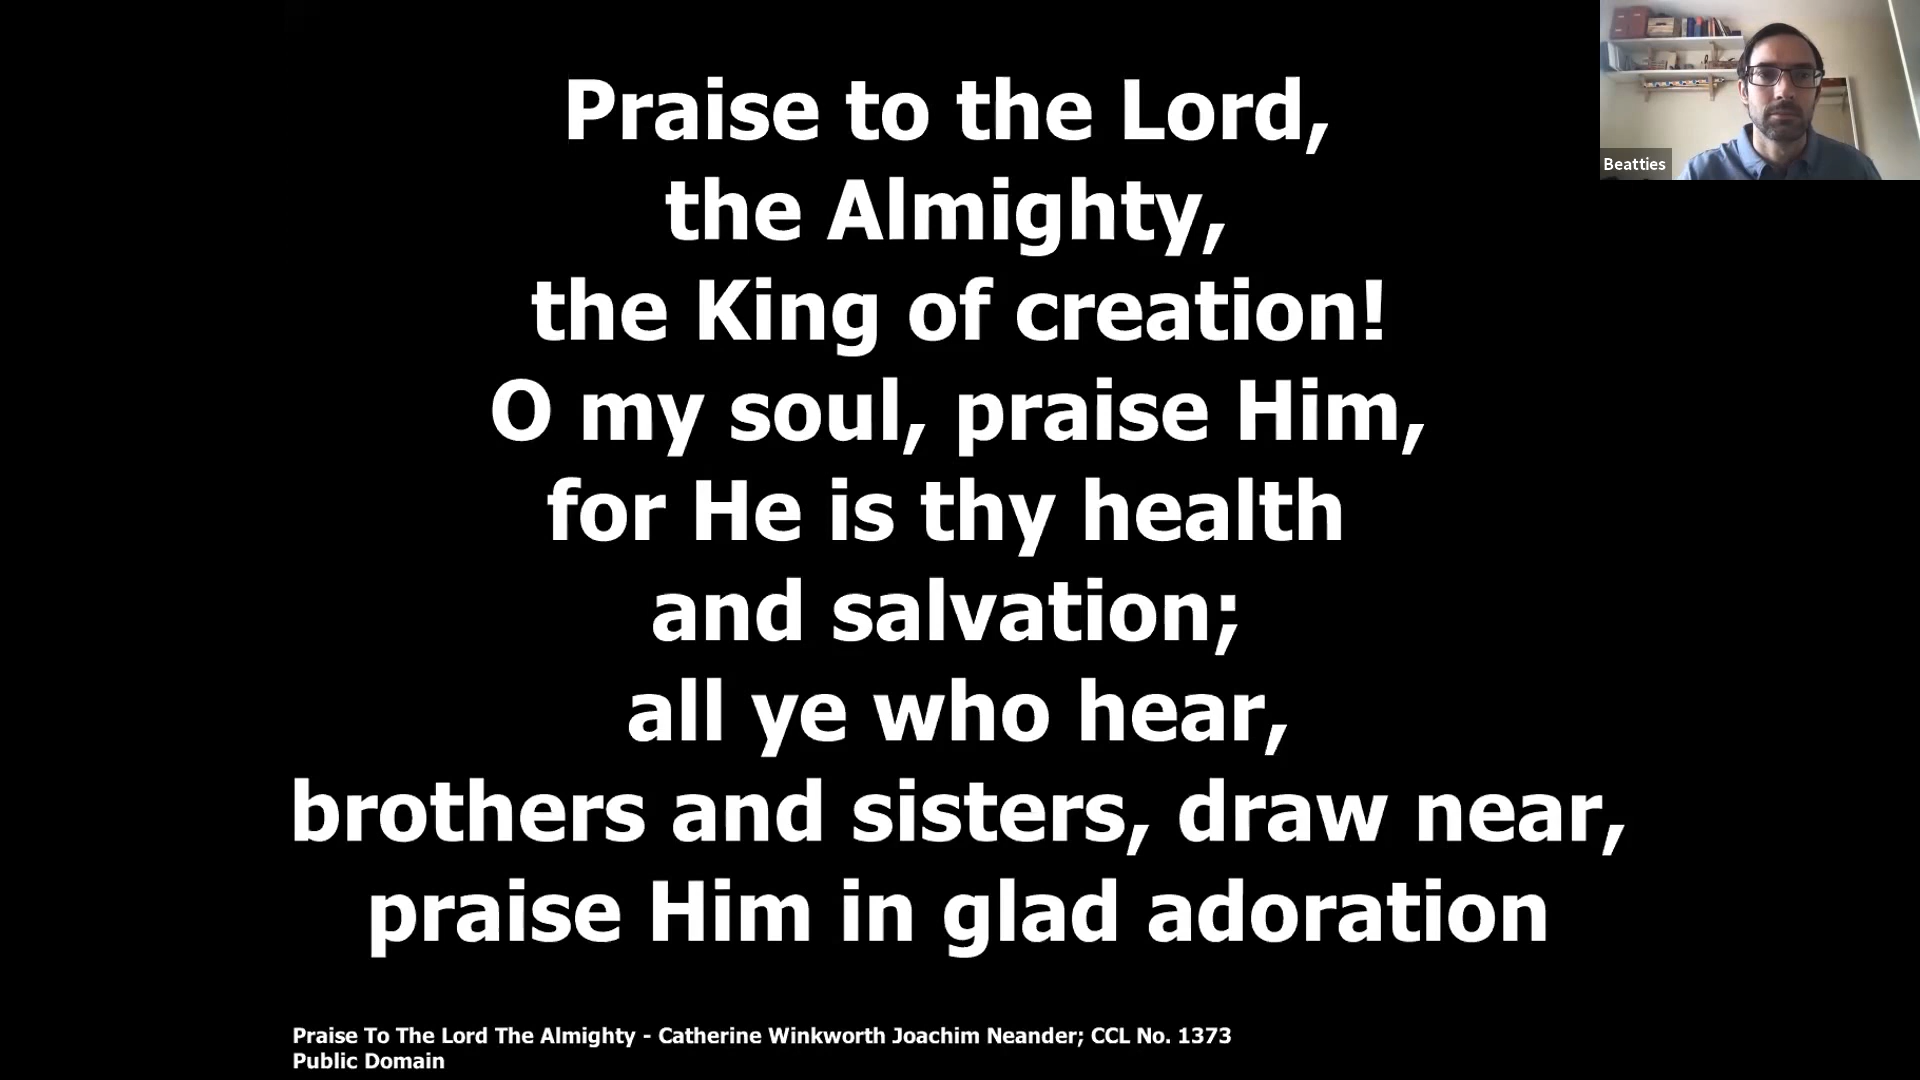 Praise to the Lord,
the Almighty,
the King of creation!
O my soul, praise Him,
for He is thy health
and salvation;
all ye who hear,
brothers and sisters, draw near,
praise Him in glad adoration
Beatties
Praise To The Lord The Almighty - Catherine Winkworth Joachim Neander; CCL No. 1373
Public Domain